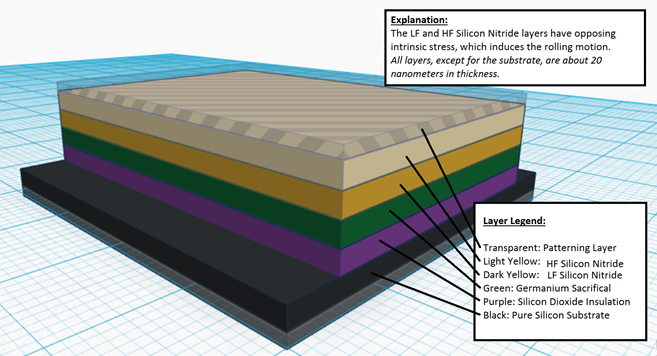 Explanation:
The LF and HF Silicon Nitride layers have opposing
intrinsic stress, which induces the rolling motion.
All layers, except for the substrate, are about 20
nanometers in thickness.
Layer Legend:
Transparent: Patterning Layer
Light Yellow: HF Silicon Nitride
Dark Yellow: LF Silicon Nitride
Green: Germanium Sacrifical
Purple: Silicon Dioxide Insulation
Black: Pure Silicon Substrate